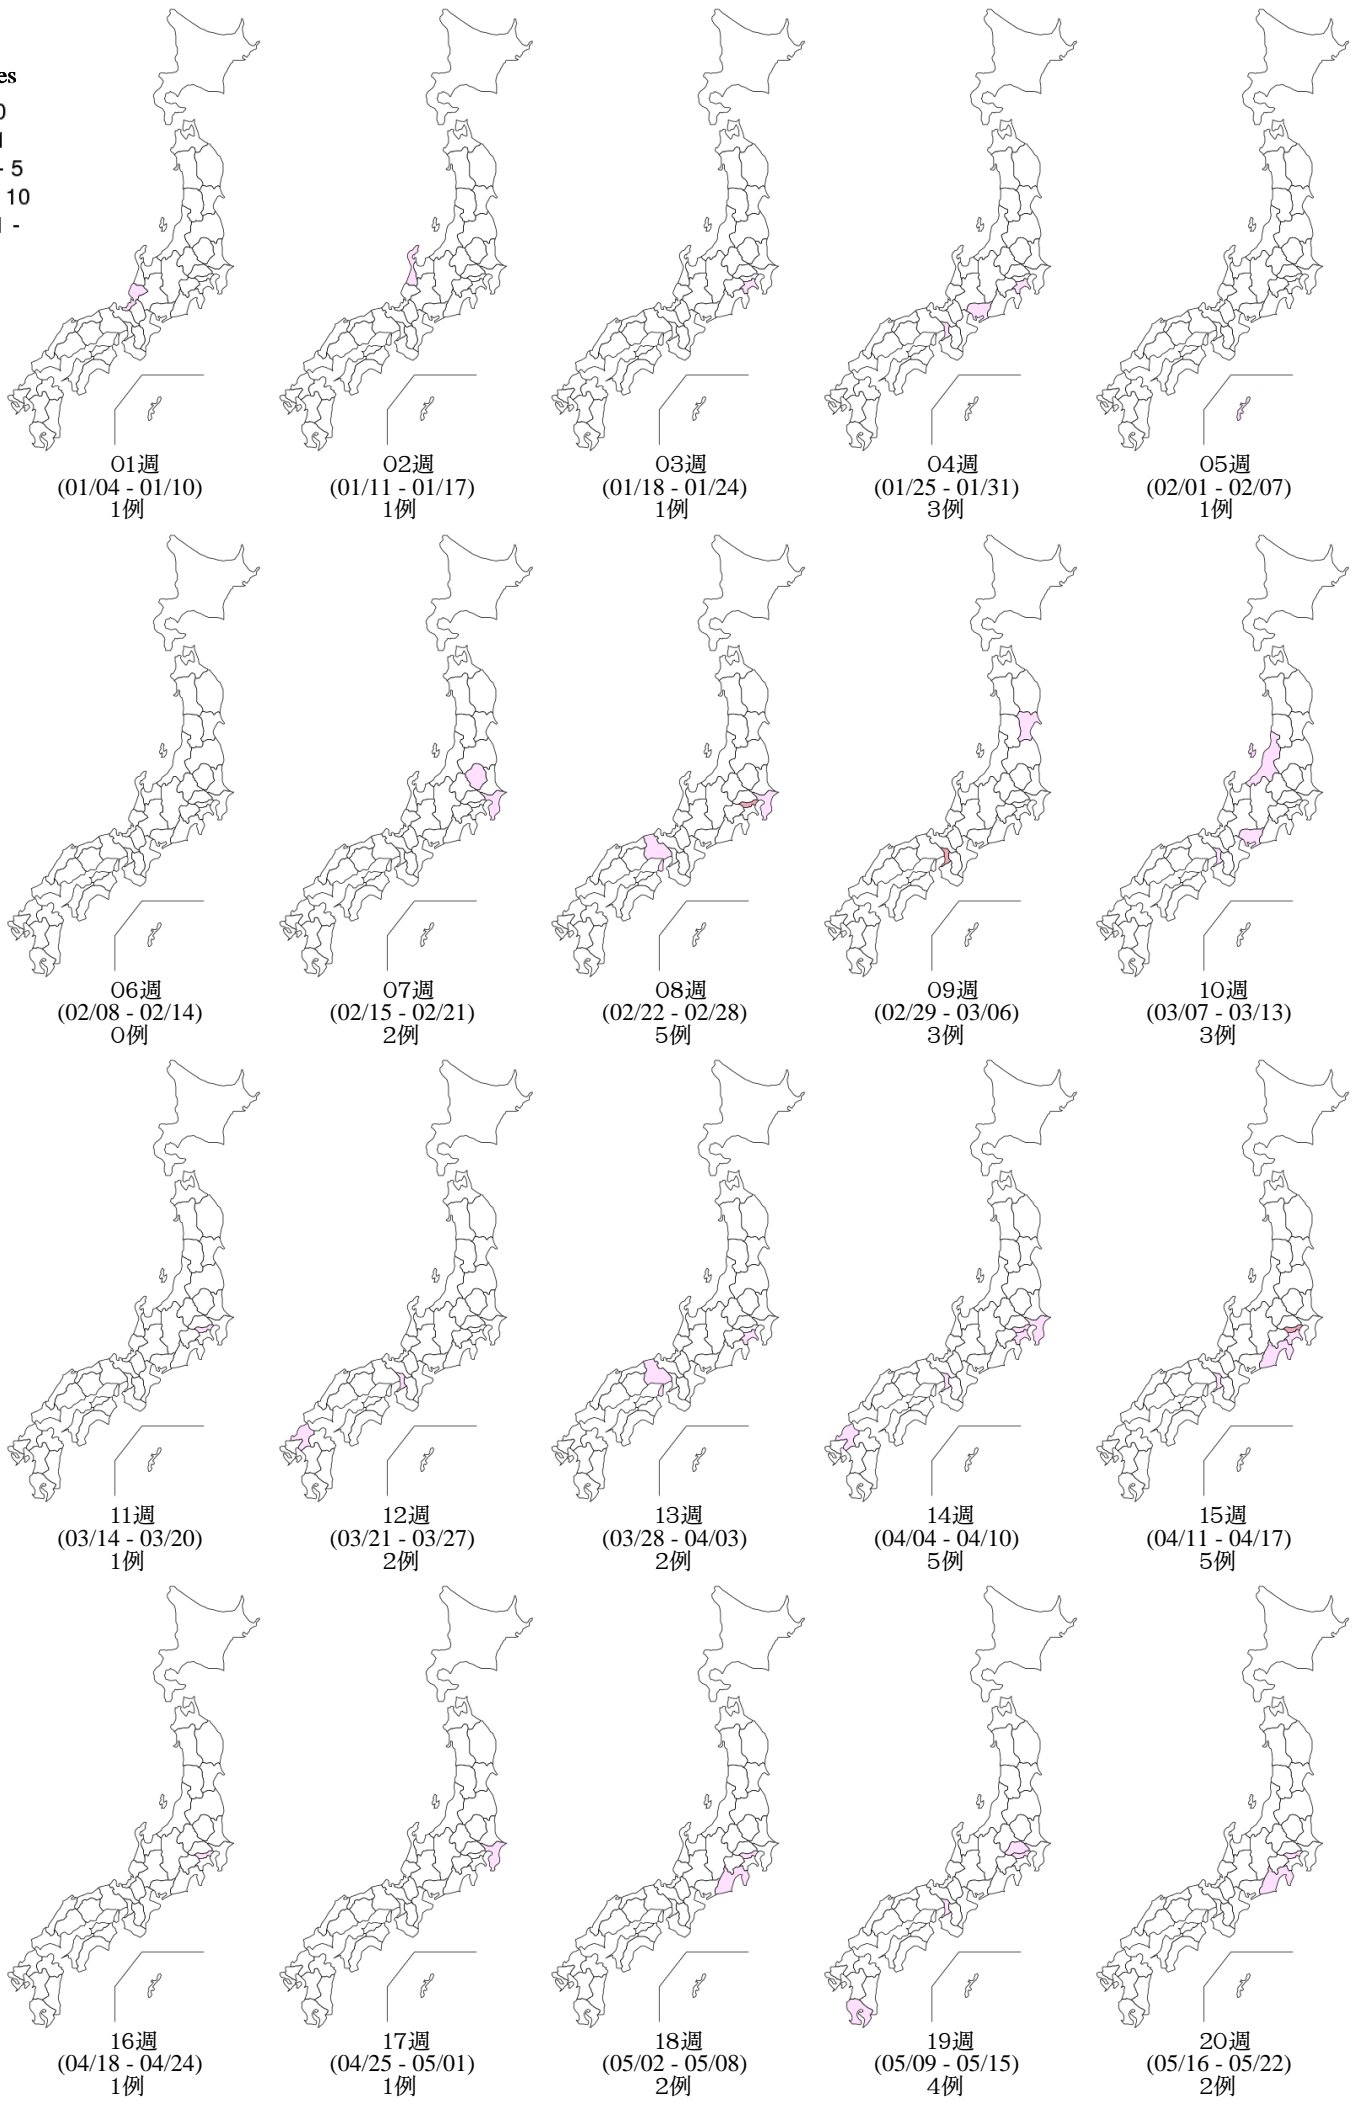 es
0
1
- 5
10
1 -
01週
(01/04 - 01/10)
1例
02週
(01/11 - 01/17)
1例
03週
(01/18 - 01/24)
1例
04週
(01/25 - 01/31)
3例
05週
(02/01 - 02/07)
1例
06週
(02/08 - 02/14)
0例
07週
(02/15 - 02/21)
2例
08週
(02/22 - 02/28)
5例
09週
(02/29 - 03/06)
3例
10週
(03/07 - 03/13)
3例
11週
(03/14 - 03/20)
1例
12週
(03/21 - 03/27)
2例
13週
(03/28 - 04/03)
2例
14週
(04/04 - 04/10)
5例
15週
(04/11 - 04/17)
5例
16週
(04/18 - 04/24)
1例
17週
(04/25 - 05/01)
1例
18週
(05/02 - 05/08)
2例
19週
(05/09 - 05/15)
4例
20週
(05/16 - 05/22)
2例